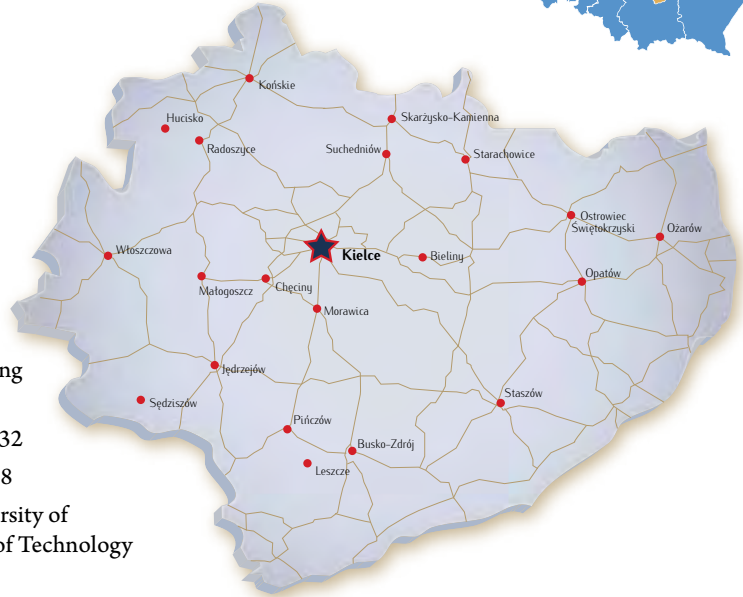 Końskie
Hucisko
Skarżysko-Kamienna
Radoszyce
Suchedniów
Starachowice
Ostrowiec
Świętokrzyski
Ożarów
Włoszczowa
Kielce
Bieliny
Opatów
Małogoszcz
Chęciny
Morawica
Jędrzejów
Sędziszów
Staszów
Pińczów
Busko-Zdrój
Leszcze
ng
32
8
rsity of
of Technology